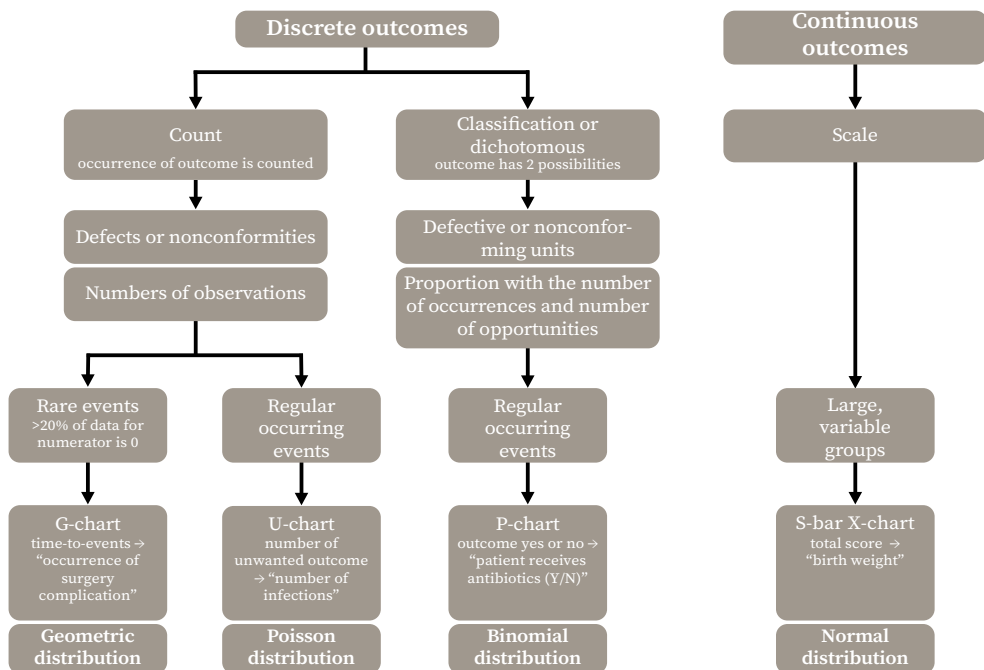 Discrete outcomes
Continuous
outcomes
Count
occurrence of outcome is counted
Classification or
dichotomous
outcome has 2 possibilities
Scale
Defects or nonconformities
Defective or nonconfor-
ming units
Numbers of observations
Proportion with the number
of occurrences and number
of opportunities
Rare events
>20% of data for
numerator is 0
Regular
occurring
events
Regular
occurring
events
Large,
variable
groups
G-chart
time-to-events →
“occurrence of
surgery
complication”
U-chart
number of
unwanted outcome
→ “number of
infections”
P-chart
outcome yes or no →
“patient receives
antibiotics (Y/N)”
S-bar X-chart
total score →
“birth weight”
Geometric
distribution
Poisson
distribution
Binomial
distribution
Normal
distribution